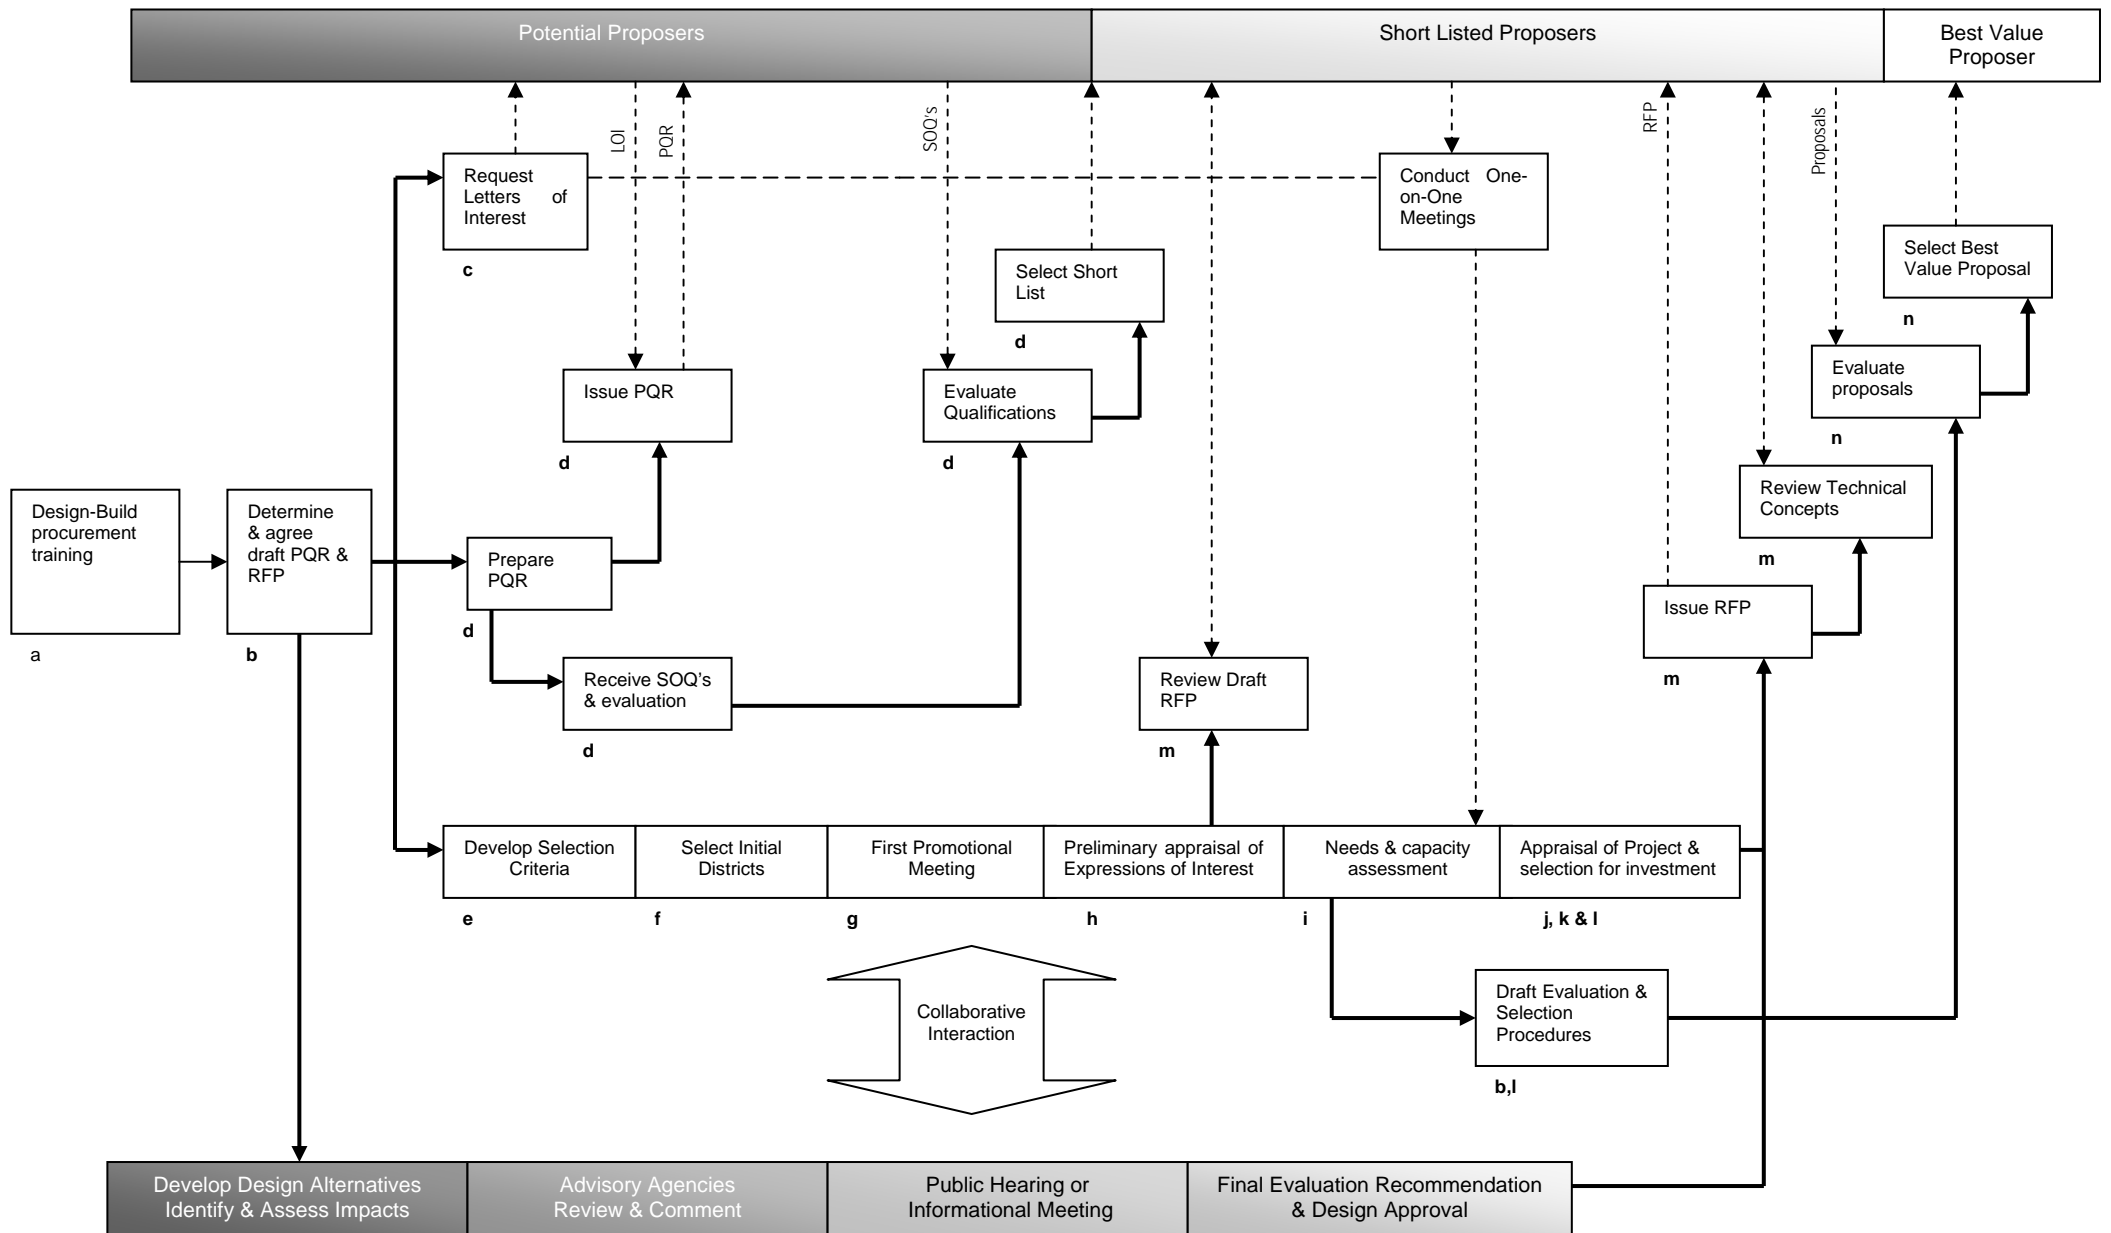 Potential Proposers
Short Listed Proposers
Best Value
Proposer
LOI
PQR
SOQ's
RFP
Proposals
Request
Letters of
Interest
c
Conduct One-
on-One
Meetings
Select Short
List
d
Select Best
Value Proposal
n
Issue PQR
d
Evaluate
Qualifications
d
Evaluate
proposals
n
Review Technical
Concepts
m
Design-Build
procurement
training
a
Determine
& agree
draft PQR &
RFP
b
Prepare
PQR
d
Issue RFP
m
Receive SOQ's
& evaluation
d
Review Draft
RFP
m
Develop Selection
Criteria
e
Select Initial
Districts
f
First Promotional
Meeting
g
Preliminary appraisal of
Expressions of Interest
h
Needs & capacity
assessment
i
Appraisal of Project &
selection for investment
j, k & l
Collaborative
Interaction
Draft Evaluation &
Selection
Procedures
b,l
Develop Design Alternatives
Identify & Assess Impacts
Advisory Agencies
Review & Comment
Public Hearing or
Informational Meeting
Final Evaluation Recommendation
& Design Approval